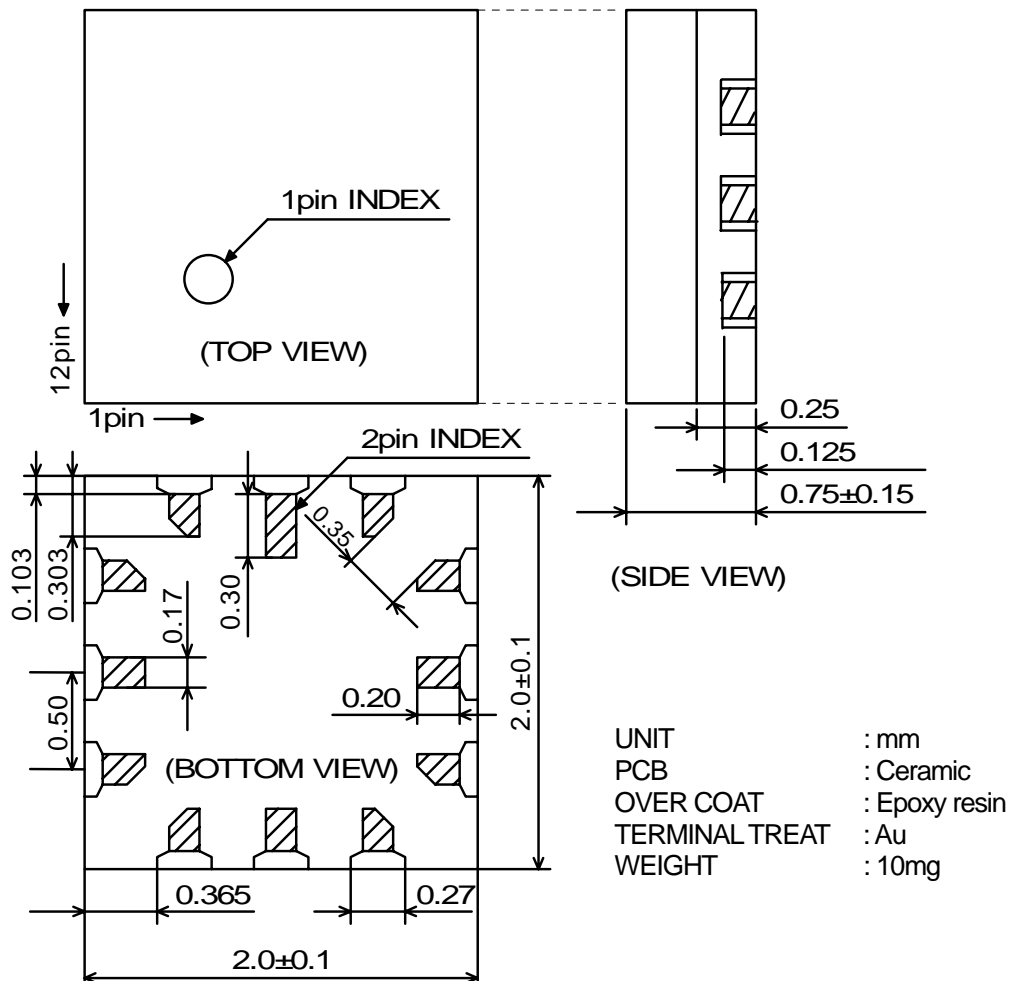 1pin INDEX
12pin
(TOP VIEW)
1pin
0.25
0.125
0.75±0.15
(SIDE VIEW)
2pin INDEX
0.103
0.303
0.30
0.35
0.17
0.50
0.20
2.0±0.1
(BOTTOM VIEW)
0.365
0.27
2.0±0.1
UNIT : mm
PCB : Ceramic
OVER COAT : Epoxy resin
TERMINAL TREAT : Au
WEIGHT : 10mg